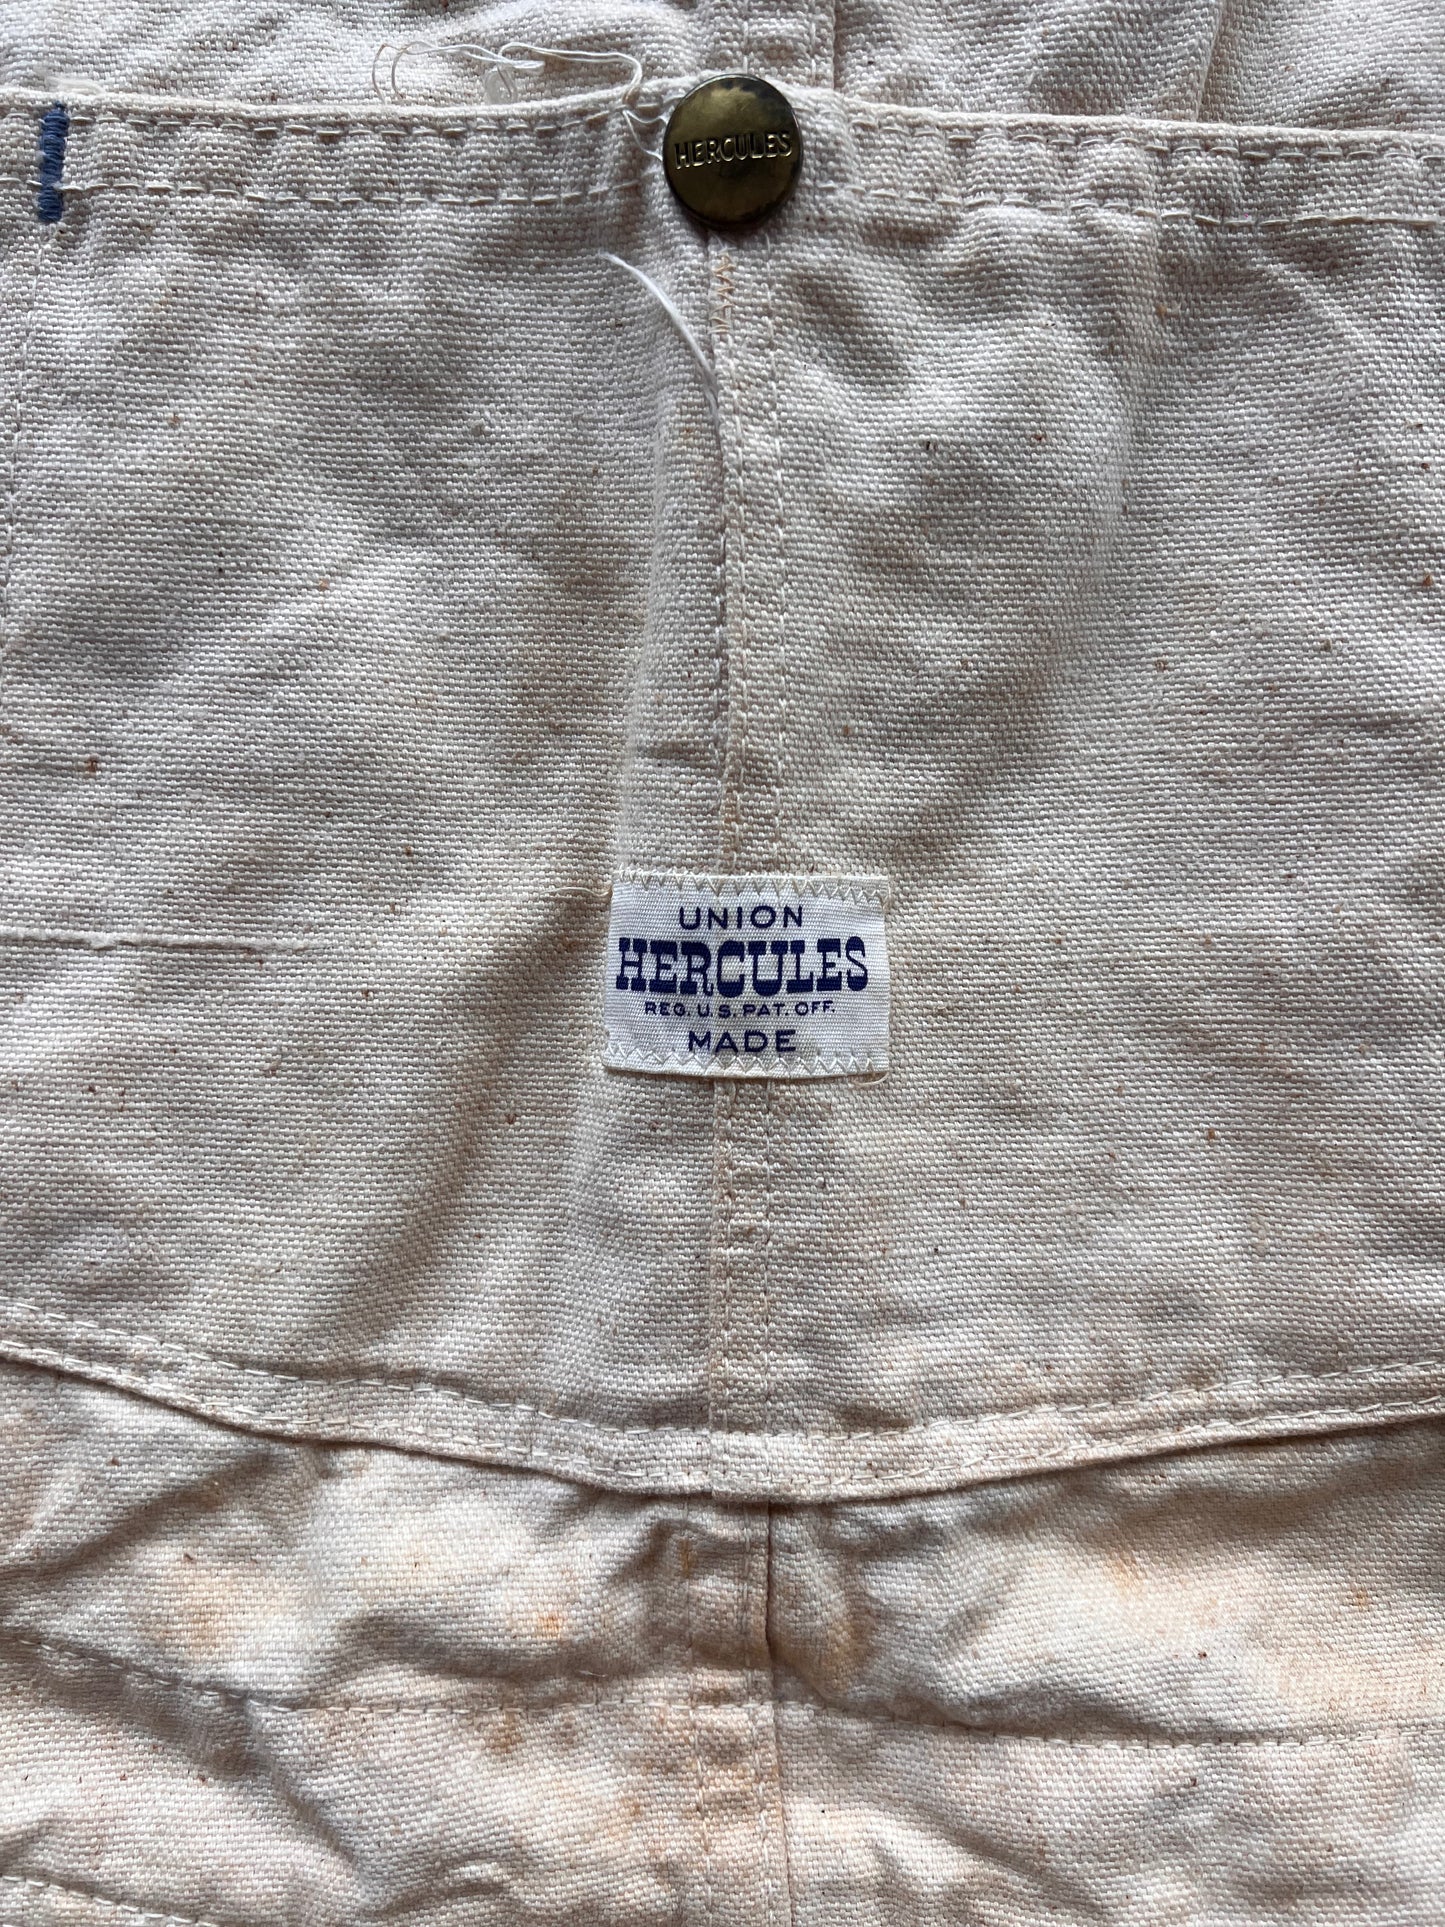 HERCULES
UNION
HERCULES
REG. U.S. PAT. OFF.
MADE